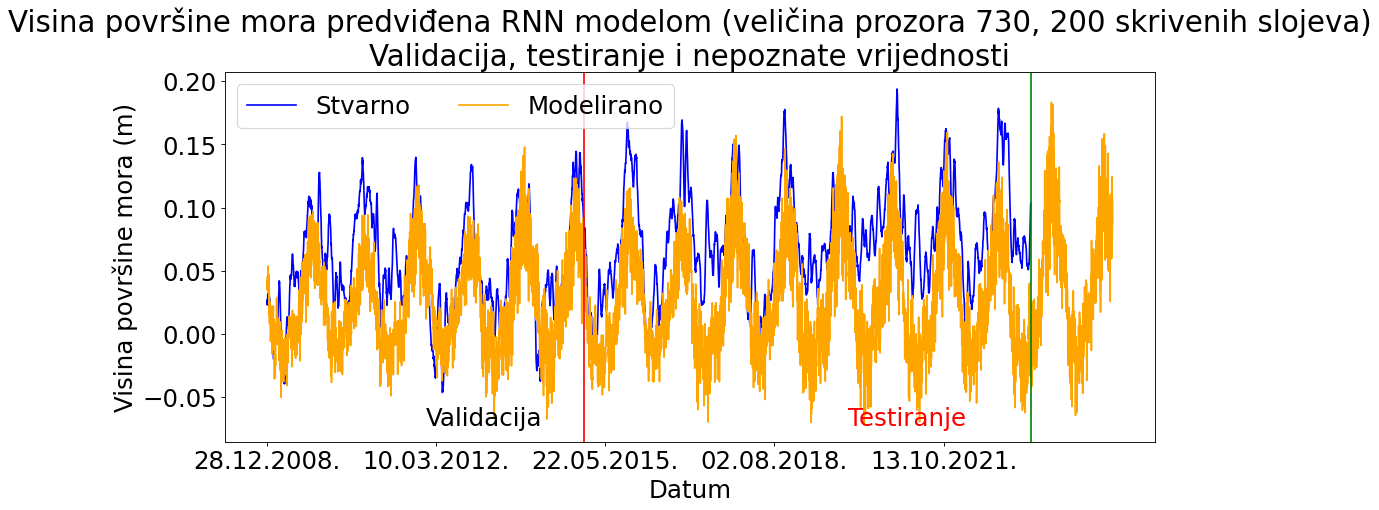 Visina površine mora predviđena RNN modelom (veličina prozora 730, 200 skrivenih slojeva)
Validacija, testiranje i nepoznate vrijednosti
Visina površine mora (m)
0.20
0.15
0.10
0.05
0.00
−0.05
Stvarno
Modelirano
Validacija
Testiranje
28.12.2008.
10.03.2012.
22.05.2015.
02.08.2018.
13.10.2021.
Datum